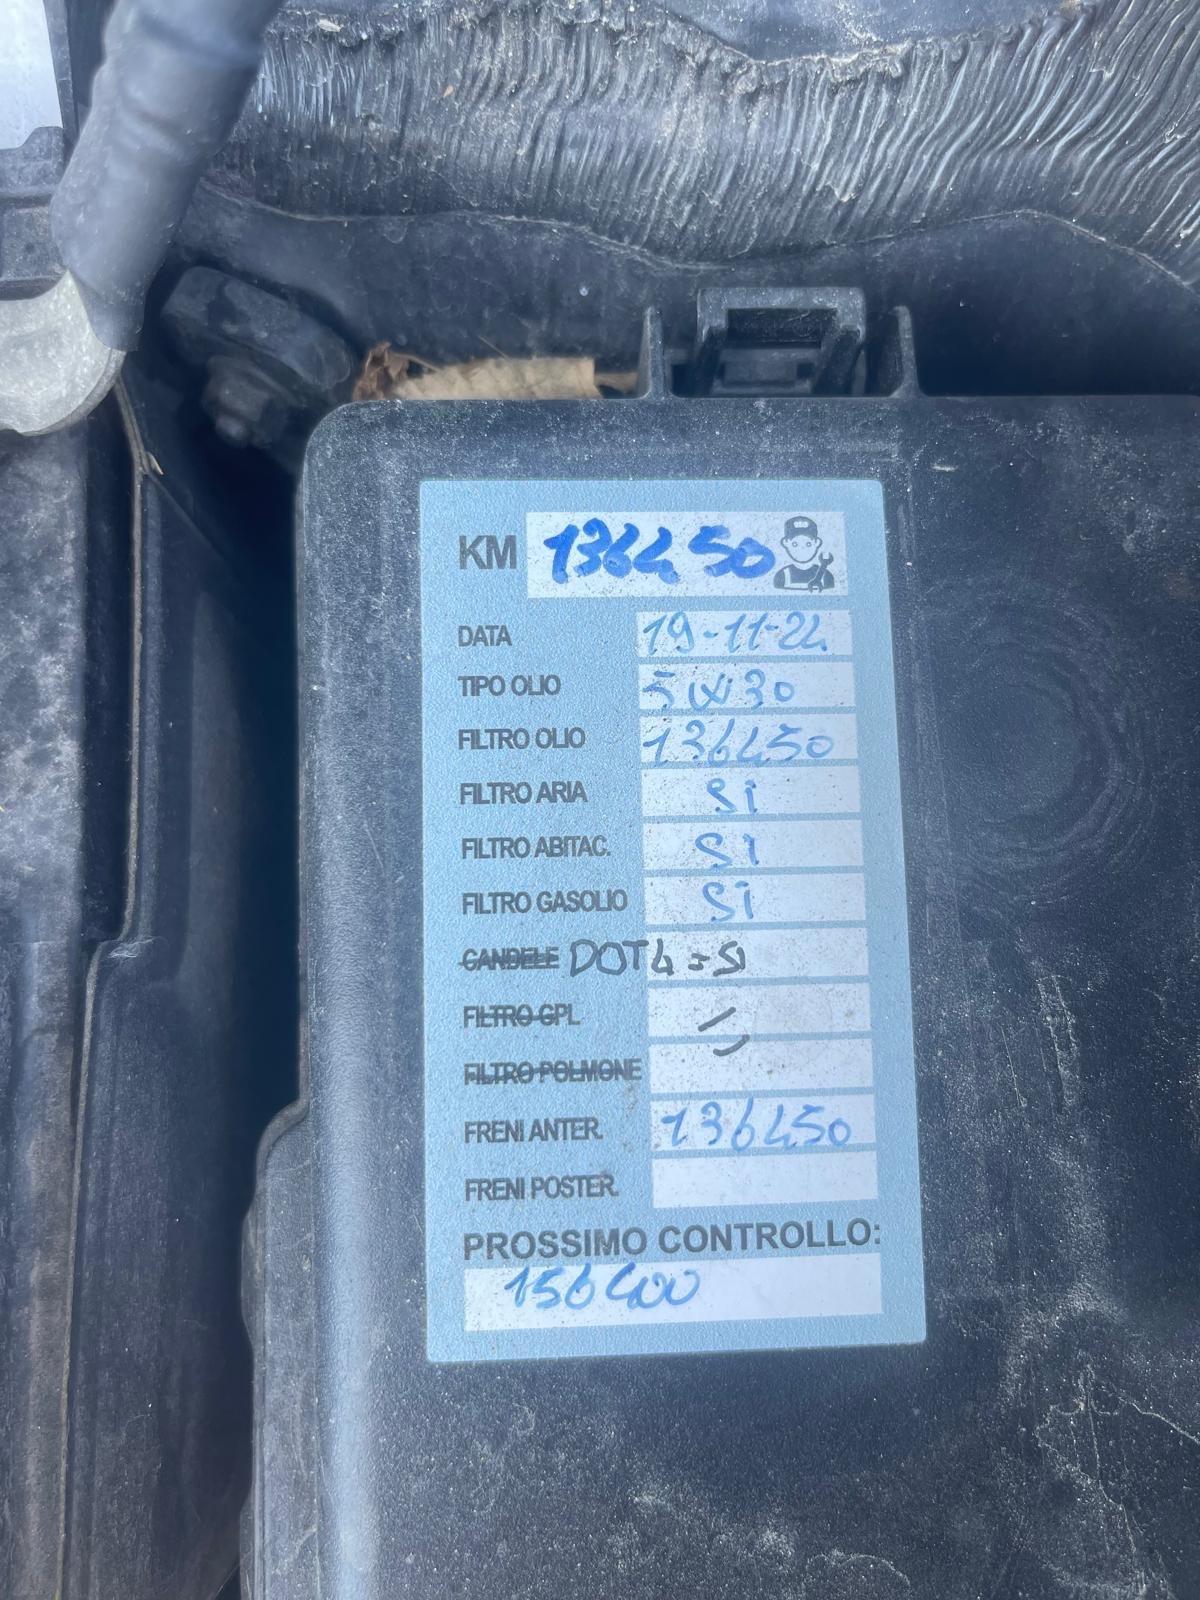 KM 136450
DATA 19-11-24
TIPO OLIO 5W30
FILTRO OLIO 136450
FILTRO ARIA SI
FILTRO ABITAC. SI
FILTRO GASOLIO SI
CANDELE DOT4=SI
FILTRO GPL
FILTRO POLMONE
FRENI ANTER. 136450
FRENI POSTER.
PROSSIMO CONTROLLO:
156400